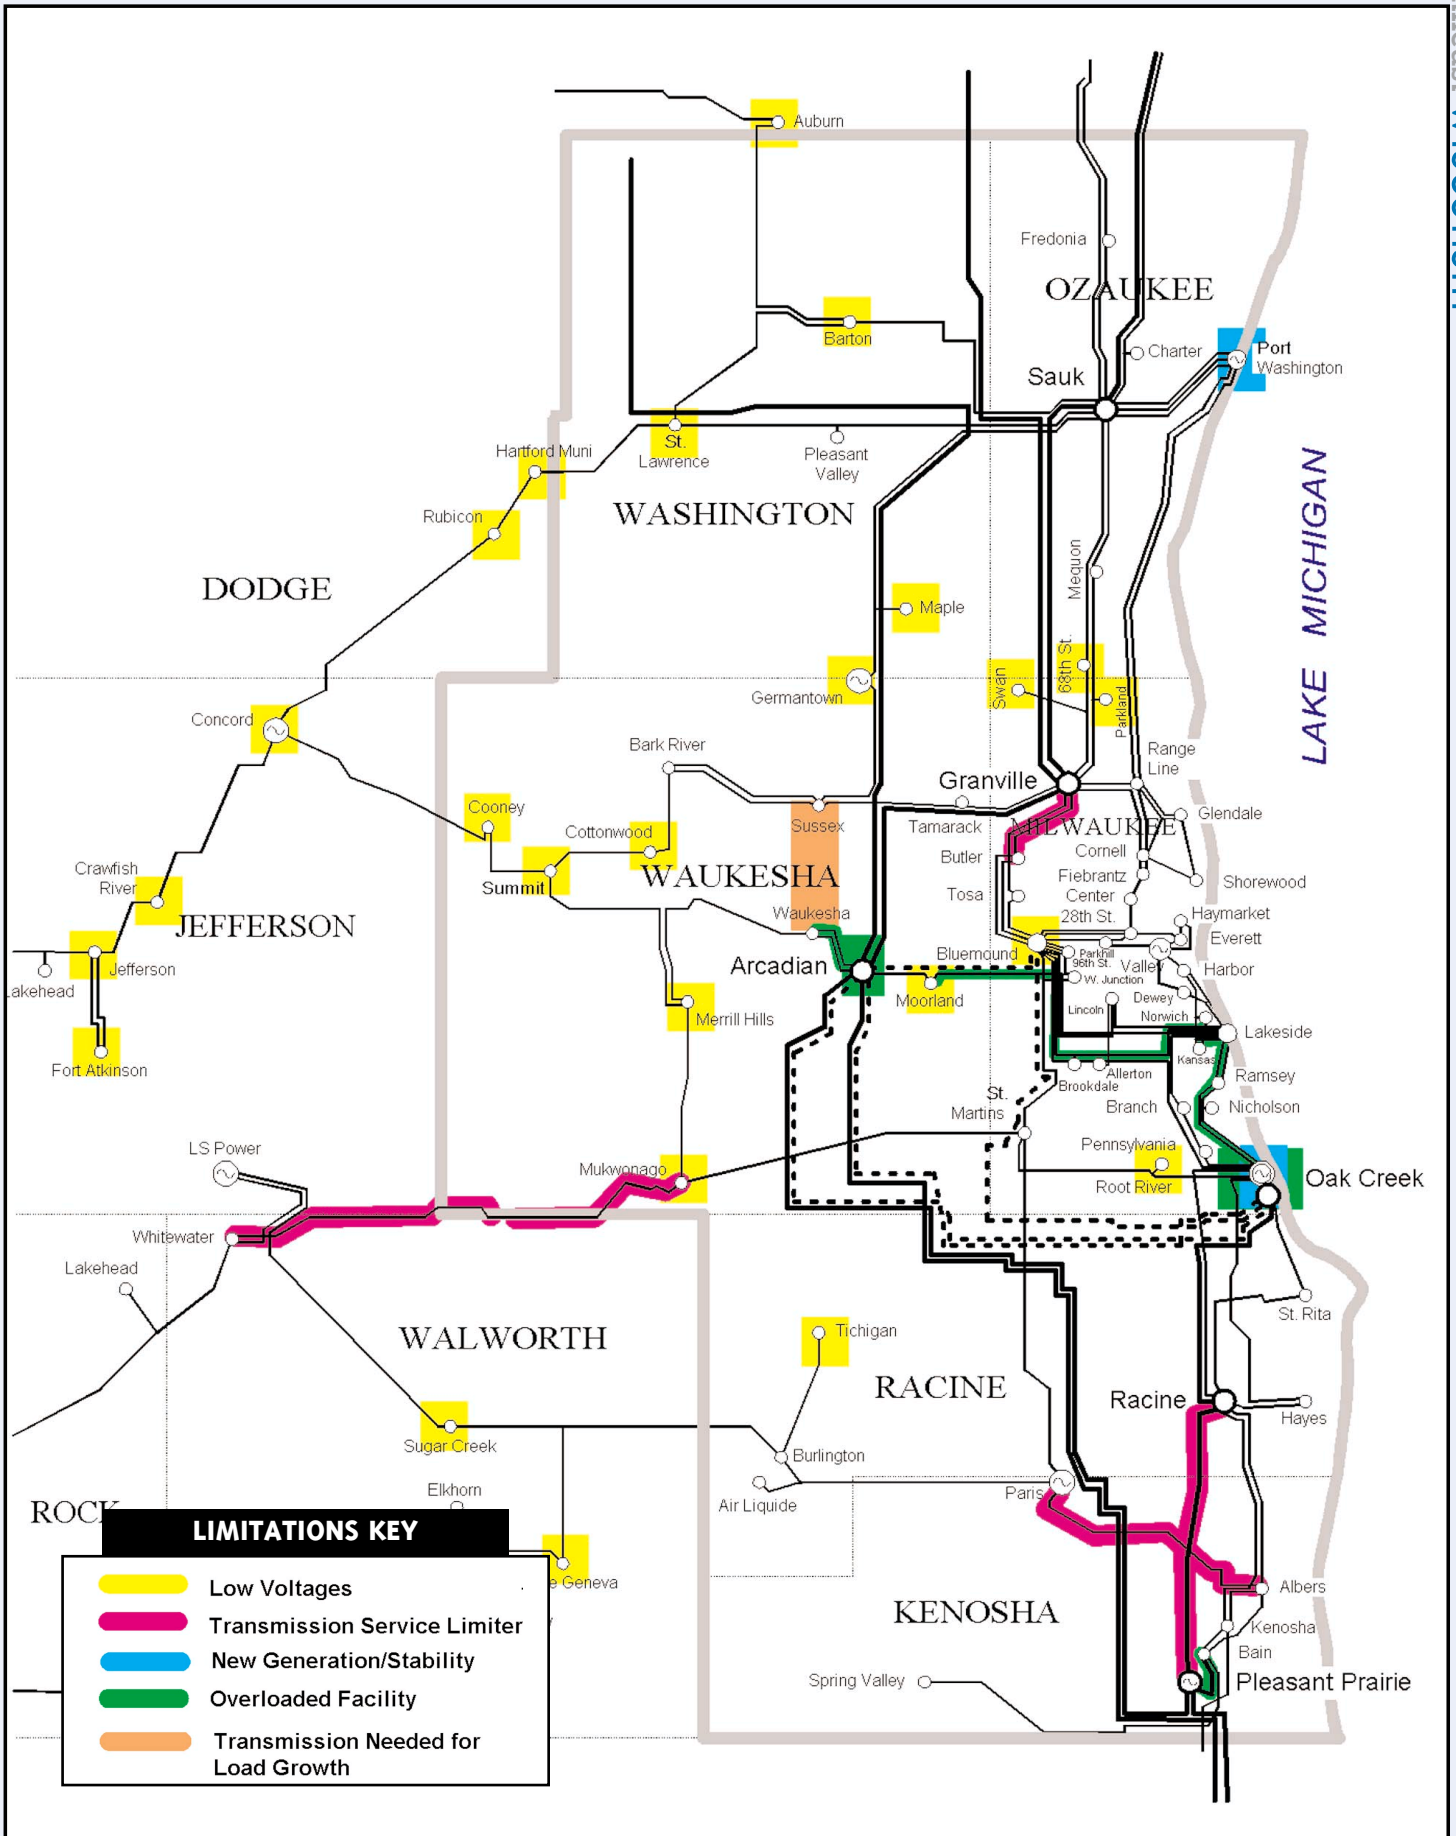 Auburn
Fredonia
OZAUKEE
Barton
Charter
Port
Washington
Sauk
St.
Lawrence
Hartford Muni
Pleasant
Valley
Rubicon
WASHINGTON
LAKE MICHIGAN
Mequon
DODGE
Maple
68th St.
Swan
Parkland
Germantown
Concord
Bark River
Range
Line
Granville
Cooney
Cottonwood
Sussex
Tamarack
MILWAUKEE
Glendale
Butler
Cornell
Crawfish
River
Summit
WAUKESHA
Fiebrantz
Center
Shorewood
Tosa
28th St.
Haymarket
JEFFERSON
Waukesha
Everett
Bluemound
Parkhill
96th St.
Valley
Harbor
Arcadian
Jefferson
W. Junction
Lakehead
Moorland
Dewey
Lincoln
Norwich
Merrill Hills
Lakeside
Kansas
Fort Atkinson
Allerton
Brookdale
Ramsey
St.
Martins
Branch
Nicholson
LS Power
Pennsylvania
Mukwonago
Root River
Oak Creek
Whitewater
Lakehead
St. Rita
WALWORTH
Tichigan
RACINE
Racine
Hayes
Sugar Creek
Burlington
Elkhorn
Air Liquide
Paris
ROCK
LIMITATIONS KEY
e Geneva
Low Voltages
Albers
Transmission Service Limiter
KENOSHA
Kenosha
New Generation/Stability
Bain
Overloaded Facility
Spring Valley
Pleasant Prairie
Transmission Needed for
Load Growth